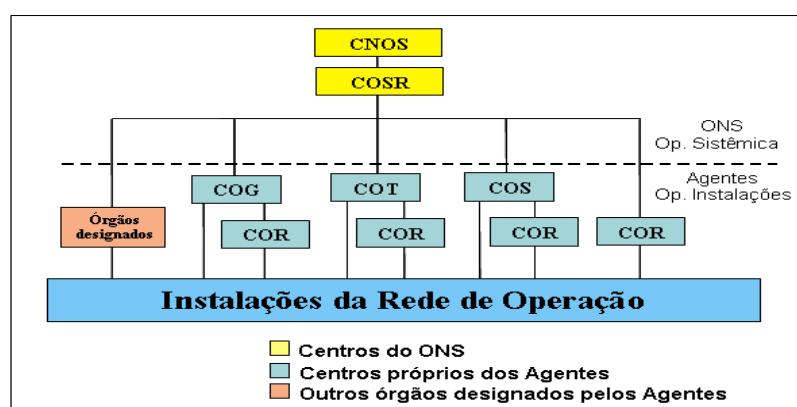 CNOS
COSR
ONS
Op. Sistêmica
Agentes
Op. Instalações
COG
COT
COS
Órgãos
designados
COR
COR
COR
COR
Instalações da Rede de Operação
Centros do ONS
Centros próprios dos Agentes
Outros órgãos designados pelos Agentes